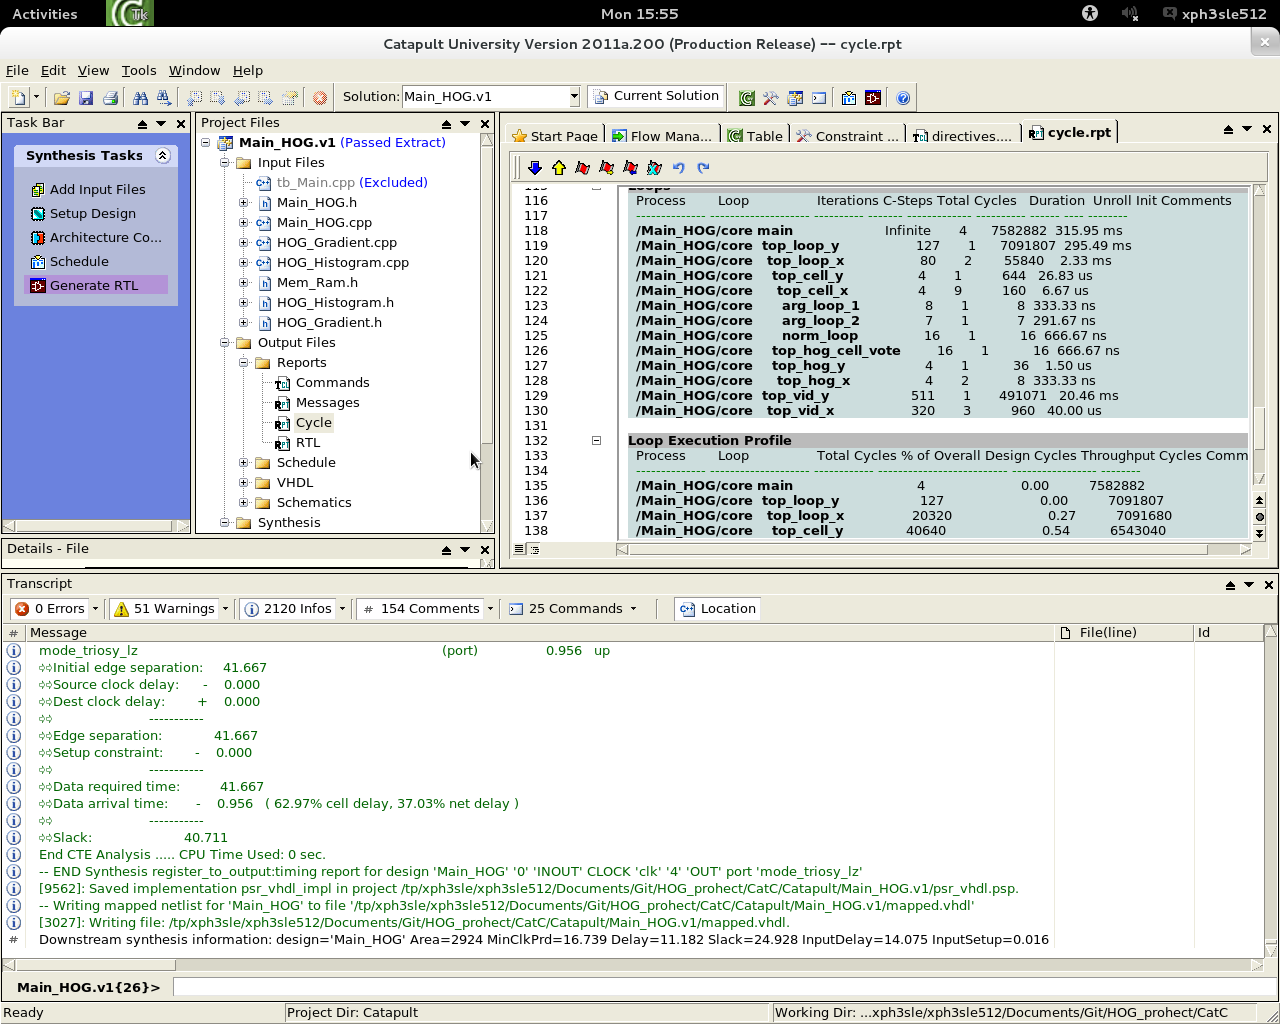 Activities Tk Mon 15:55 xph3sle512
Catapult University Version 2011a.200 (Production Release) -- cycle.rpt
File Edit View Tools Window Help
Solution: Main_HOG.v1 Current Solution
Task Bar
Synthesis Tasks
Add Input Files
Setup Design
Architecture Co...
Schedule
Generate RTL
Project Files
Main_HOG.v1 (Passed Extract)
Input Files
tb_Main.cpp (Excluded)
Main_HOG.h
Main_HOG.cpp
HOG_Gradient.cpp
HOG_Histogram.cpp
Mem_Ram.h
HOG_Histogram.h
HOG_Gradient.h
Output Files
Reports
Commands
Messages
Cycle
RTL
Schedule
VHDL
Schematics
Synthesis
Start Page Flow Mana... Table Constraint ... directives.... cycle.rpt
115 Loops
116 Process Loop Iterations C-Steps Total Cycles Duration Unroll Init Comments
117 ---------------- ---------------------- ---------- ------- ------------ ---------- ------ ---- --------
118 /Main_HOG/core main Infinite 4 7582882 315.95 ms
119 /Main_HOG/core top_loop_y 127 1 7091807 295.49 ms
120 /Main_HOG/core top_loop_x 80 2 55840 2.33 ms
121 /Main_HOG/core top_cell_y 4 1 644 26.83 us
122 /Main_HOG/core top_cell_x 4 9 160 6.67 us
123 /Main_HOG/core arg_loop_1 8 1 8 333.33 ns
124 /Main_HOG/core arg_loop_2 7 1 7 291.67 ns
125 /Main_HOG/core norm_loop 16 1 16 666.67 ns
126 /Main_HOG/core top_hog_cell_vote 16 1 16 666.67 ns
127 /Main_HOG/core top_hog_y 4 1 36 1.50 us
128 /Main_HOG/core top_hog_x 4 2 8 333.33 ns
129 /Main_HOG/core top_vid_y 511 1 491071 20.46 ms
130 /Main_HOG/core top_vid_x 320 3 960 40.00 us
131
132 Loop Execution Profile
133 Process Loop Total Cycles % of Overall Design Cycles Throughput Cycles Comm
134 ---------------- ---------------------- ------------ -------------------------- ----------------- --------
135 /Main_HOG/core main 4 0.00 7582882
136 /Main_HOG/core top_loop_y 127 0.00 7091807
137 /Main_HOG/core top_loop_x 20320 0.27 7091680
138 /Main_HOG/core top_cell_y 40640 0.54 6543040
Details - File
Transcript
0 Errors 51 Warnings 2120 Infos # 154 Comments 25 Commands Location
# Message File(line) Id
mode_triosy_lz (port) 0.956 up
Initial edge separation: 41.667
Source clock delay: - 0.000
Dest clock delay: + 0.000
-----------
Edge separation: 41.667
Setup constraint: - 0.000
-----------
Data required time: 41.667
Data arrival time: - 0.956 ( 62.97% cell delay, 37.03% net delay )
-----------
Slack: 40.711
End CTE Analysis ..... CPU Time Used: 0 sec.
-- END Synthesis register_to_output:timing report for design 'Main_HOG' '0' 'INOUT' CLOCK 'clk' '4' 'OUT' port 'mode_triosy_lz'
[9562]: Saved implementation psr_vhdl_impl in project /tp/xph3sle/xph3sle512/Documents/Git/HOG_prohect/CatC/Catapult/Main_HOG.v1/psr_vhdl.psp.
-- Writing mapped netlist for 'Main_HOG' to file '/tp/xph3sle/xph3sle512/Documents/Git/HOG_prohect/CatC/Catapult/Main_HOG.v1/mapped.vhdl'
[3027]: Writing file: /tp/xph3sle/xph3sle512/Documents/Git/HOG_prohect/CatC/Catapult/Main_HOG.v1/mapped.vhdl.
# Downstream synthesis information: design='Main_HOG' Area=2924 MinClkPrd=16.739 Delay=11.182 Slack=24.928 InputDelay=14.075 InputSetup=0.016
Main_HOG.v1{26}>
Ready Project Dir: Catapult Working Dir: ...xph3sle/xph3sle512/Documents/Git/HOG_prohect/CatC